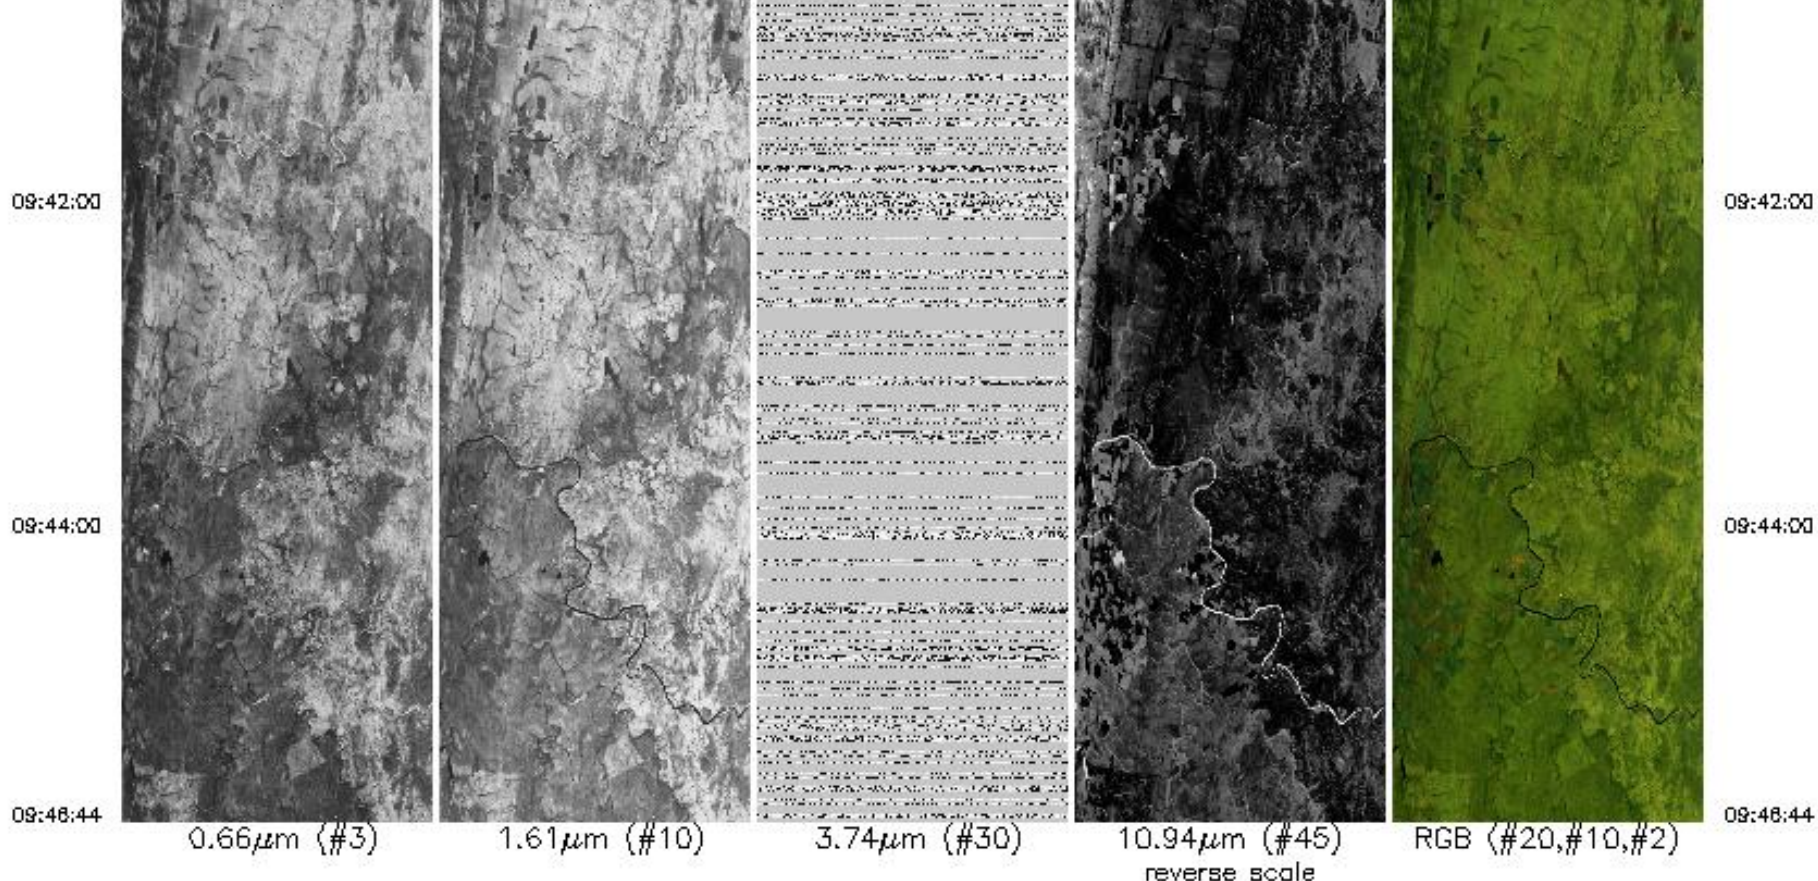 09:42:00 09:42:00
09:44:00 09:44:00
09:46:44 09:46:44
0.66μm (#3) 1.61μm (#10) 3.74μm (#30) 10.94μm (#45) RGB (#20,#10,#2)
reverse scale